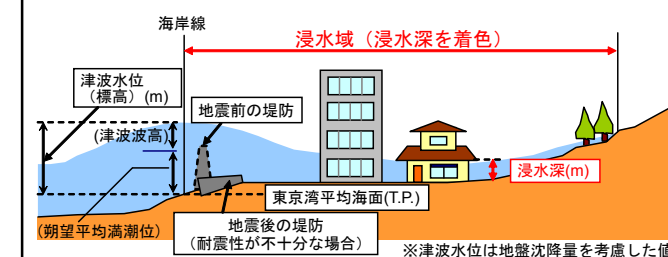 海岸線
浸水域（浸水深を着色）
津波水位
（標高）(m)
地震前の堤防
(津波波高)
浸水深(m)
東京湾平均海面(T.P.)
(朔望平均満潮位)
地震後の堤防
（耐震性が不十分な場合）
※津波水位は地盤沈降量を考慮した値